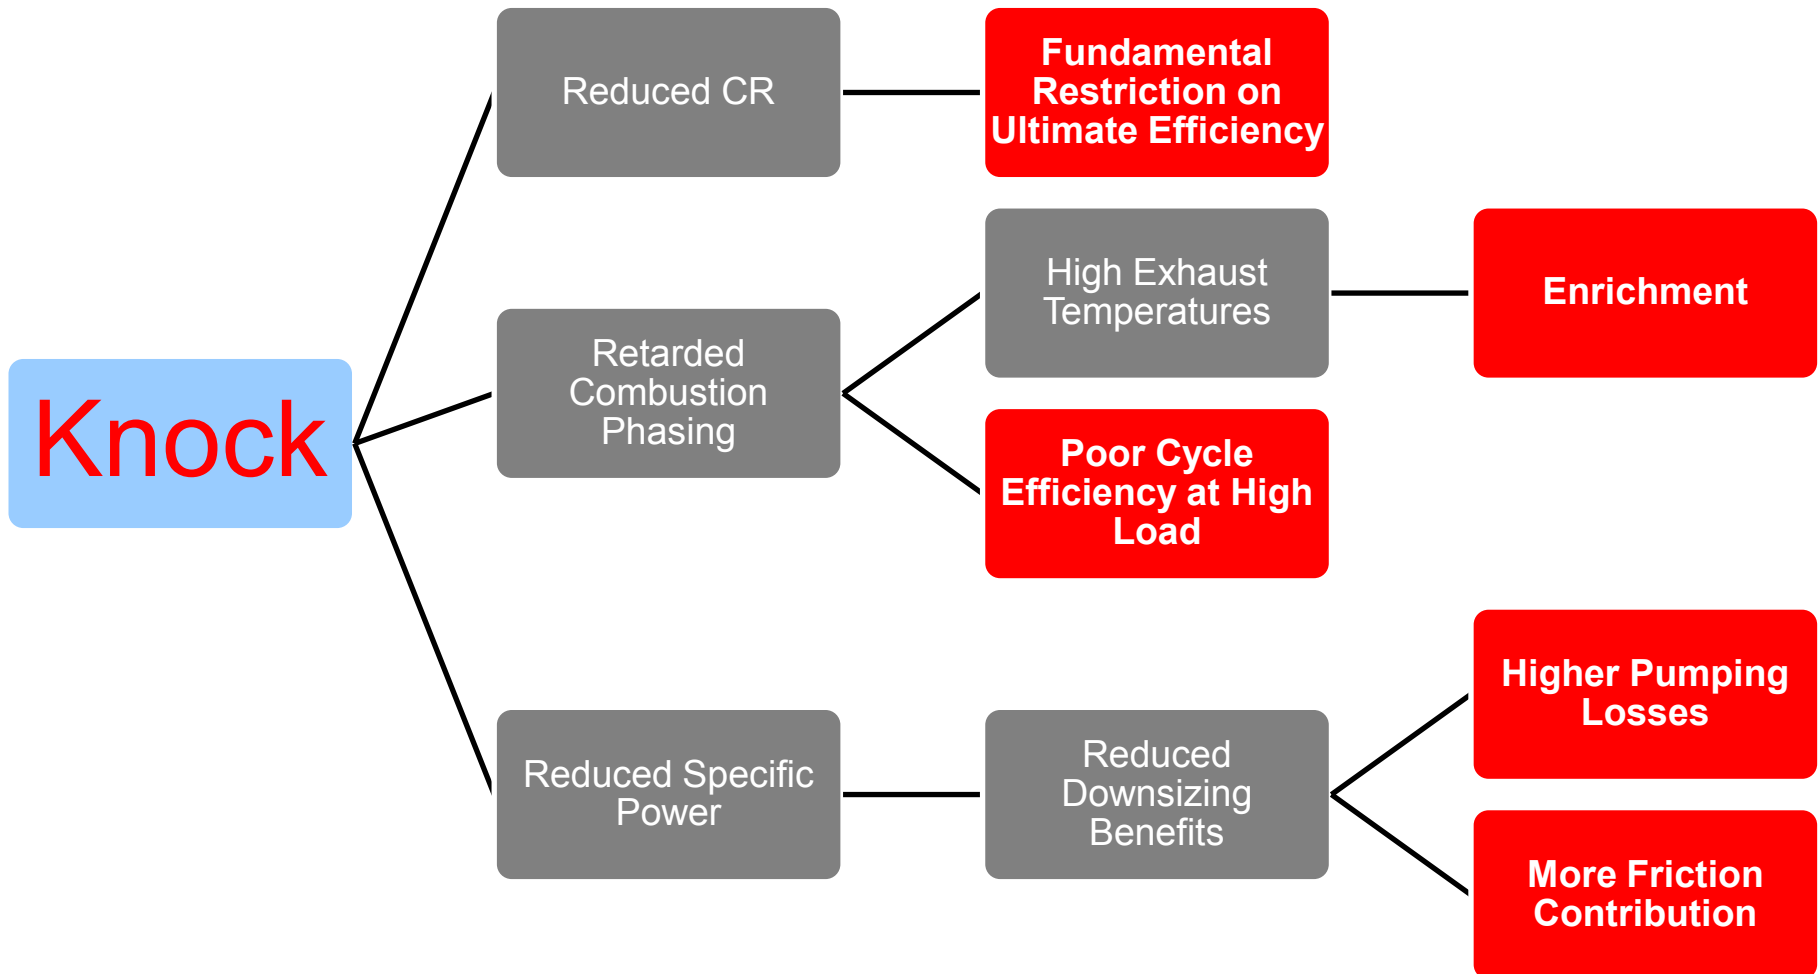 Knock
Reduced CR
Fundamental
Restriction on
Ultimate Efficiency
Retarded
Combustion
Phasing
High Exhaust
Temperatures
Enrichment
Poor Cycle
Efficiency at High
Load
Reduced Specific
Power
Reduced
Downsizing
Benefits
Higher Pumping
Losses
More Friction
Contribution